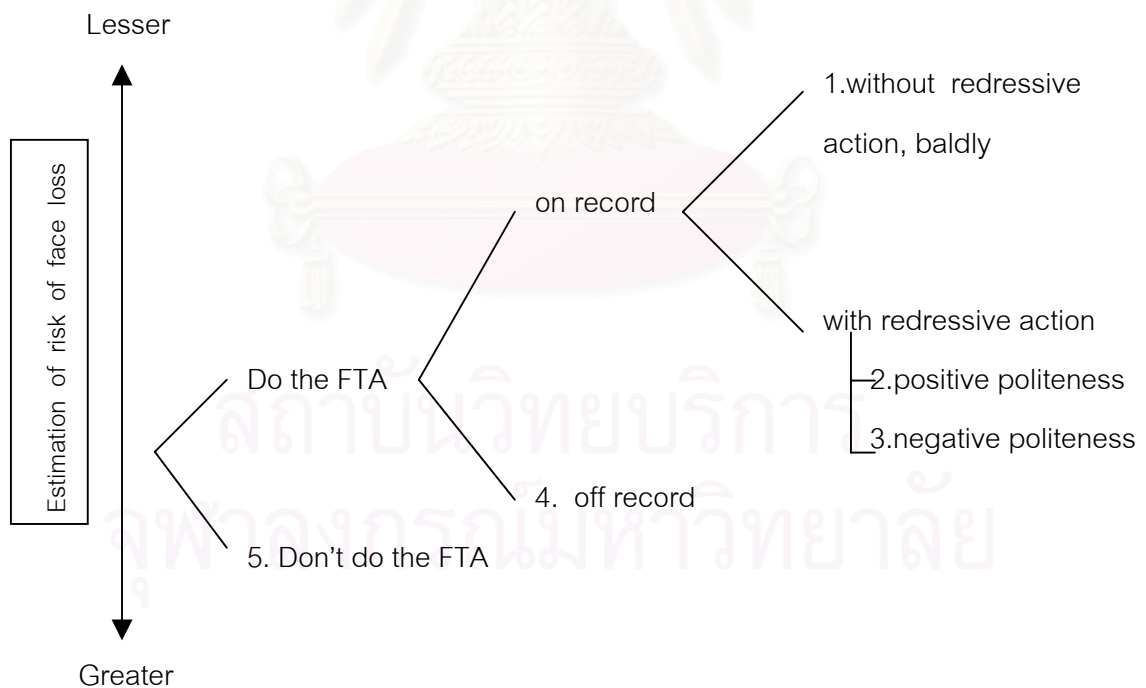 Lesser
1.without redressive
action, baldly
on record
Estimation of risk of face loss
with redressive action
Do the FTA
2.positive politeness
3.negative politeness
สถาบันวิทยบริการ
4. off record
จุฬาลงกรณ์มหาวิทยาลัย
5. Don't do the FTA
Greater